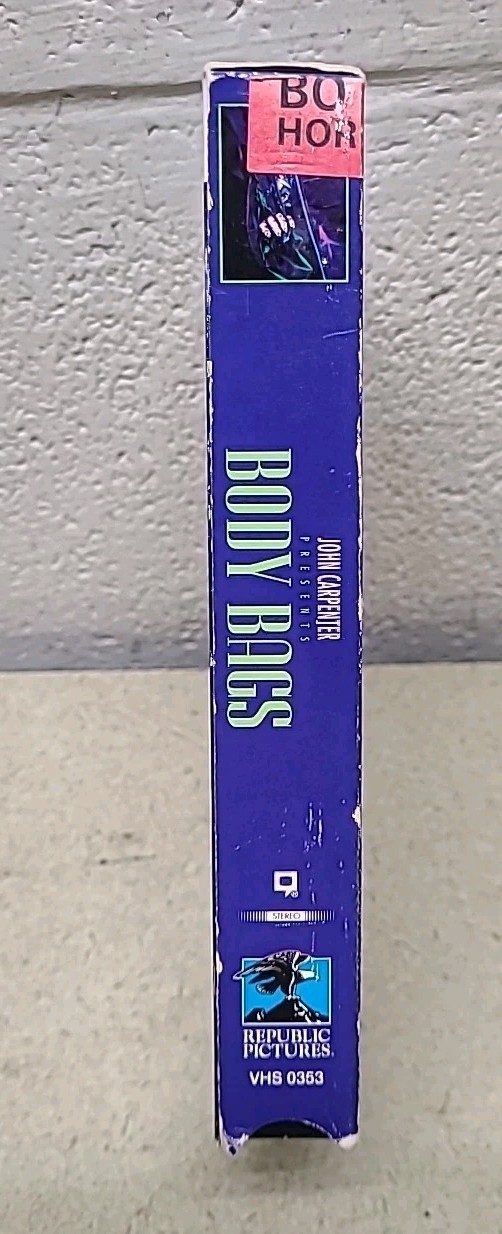 BO
HOR
JOHN CARPENTER
PRESENTS
BODY BAGS
STEREO
REPUBLIC
PICTURES
VHS 0353